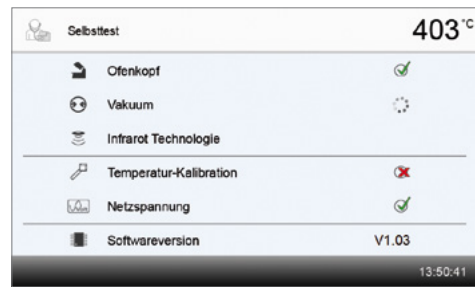 Selbsttest 403 °C
Ofenkopf
Vakuum
Infrarot Technologie
Temperatur-Kalibration
Netzspannung
Softwareversion V1.03
13:50:41